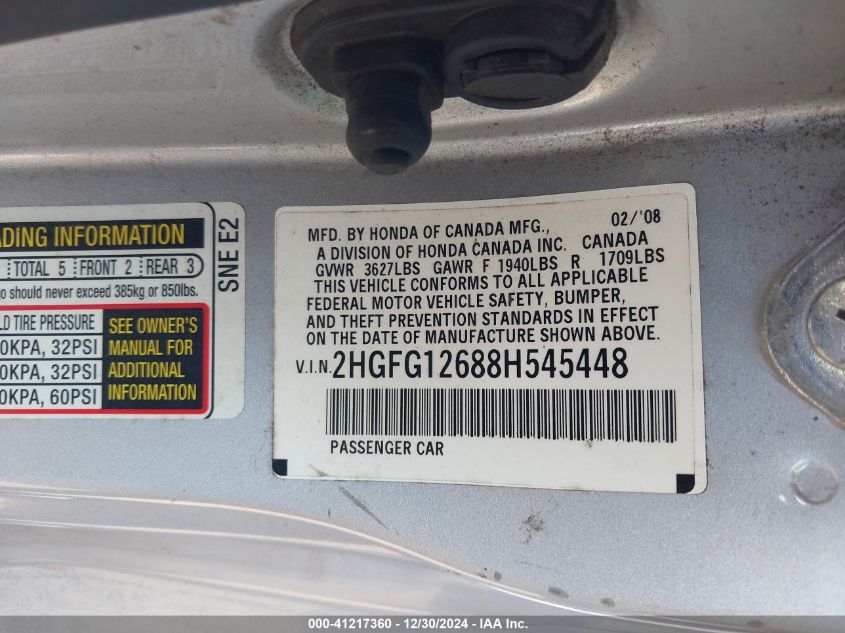 ADING INFORMATION
TOTAL 5 FRONT 2 REAR 3
o should never exceed 385kg or 850lbs.
LD TIRE PRESSURE
0KPA, 32PSI
0KPA, 32PSI
0KPA, 60PSI
SEE OWNER'S
MANUAL FOR
ADDITIONAL
INFORMATION
SNE E2
MFD. BY HONDA OF CANADA MFG., 02/'08
A DIVISION OF HONDA CANADA INC. CANADA
GVWR 3627LBS GAWR F 1940LBS R 1709LBS
THIS VEHICLE CONFORMS TO ALL APPLICABLE
FEDERAL MOTOR VEHICLE SAFETY, BUMPER,
AND THEFT PREVENTION STANDARDS IN EFFECT
ON THE DATE OF MANUFACTURE SHOWN ABOVE.
V.I.N. 2HGFG12688H545448
PASSENGER CAR
000-41217360 - 12/30/2024 - IAA Inc.